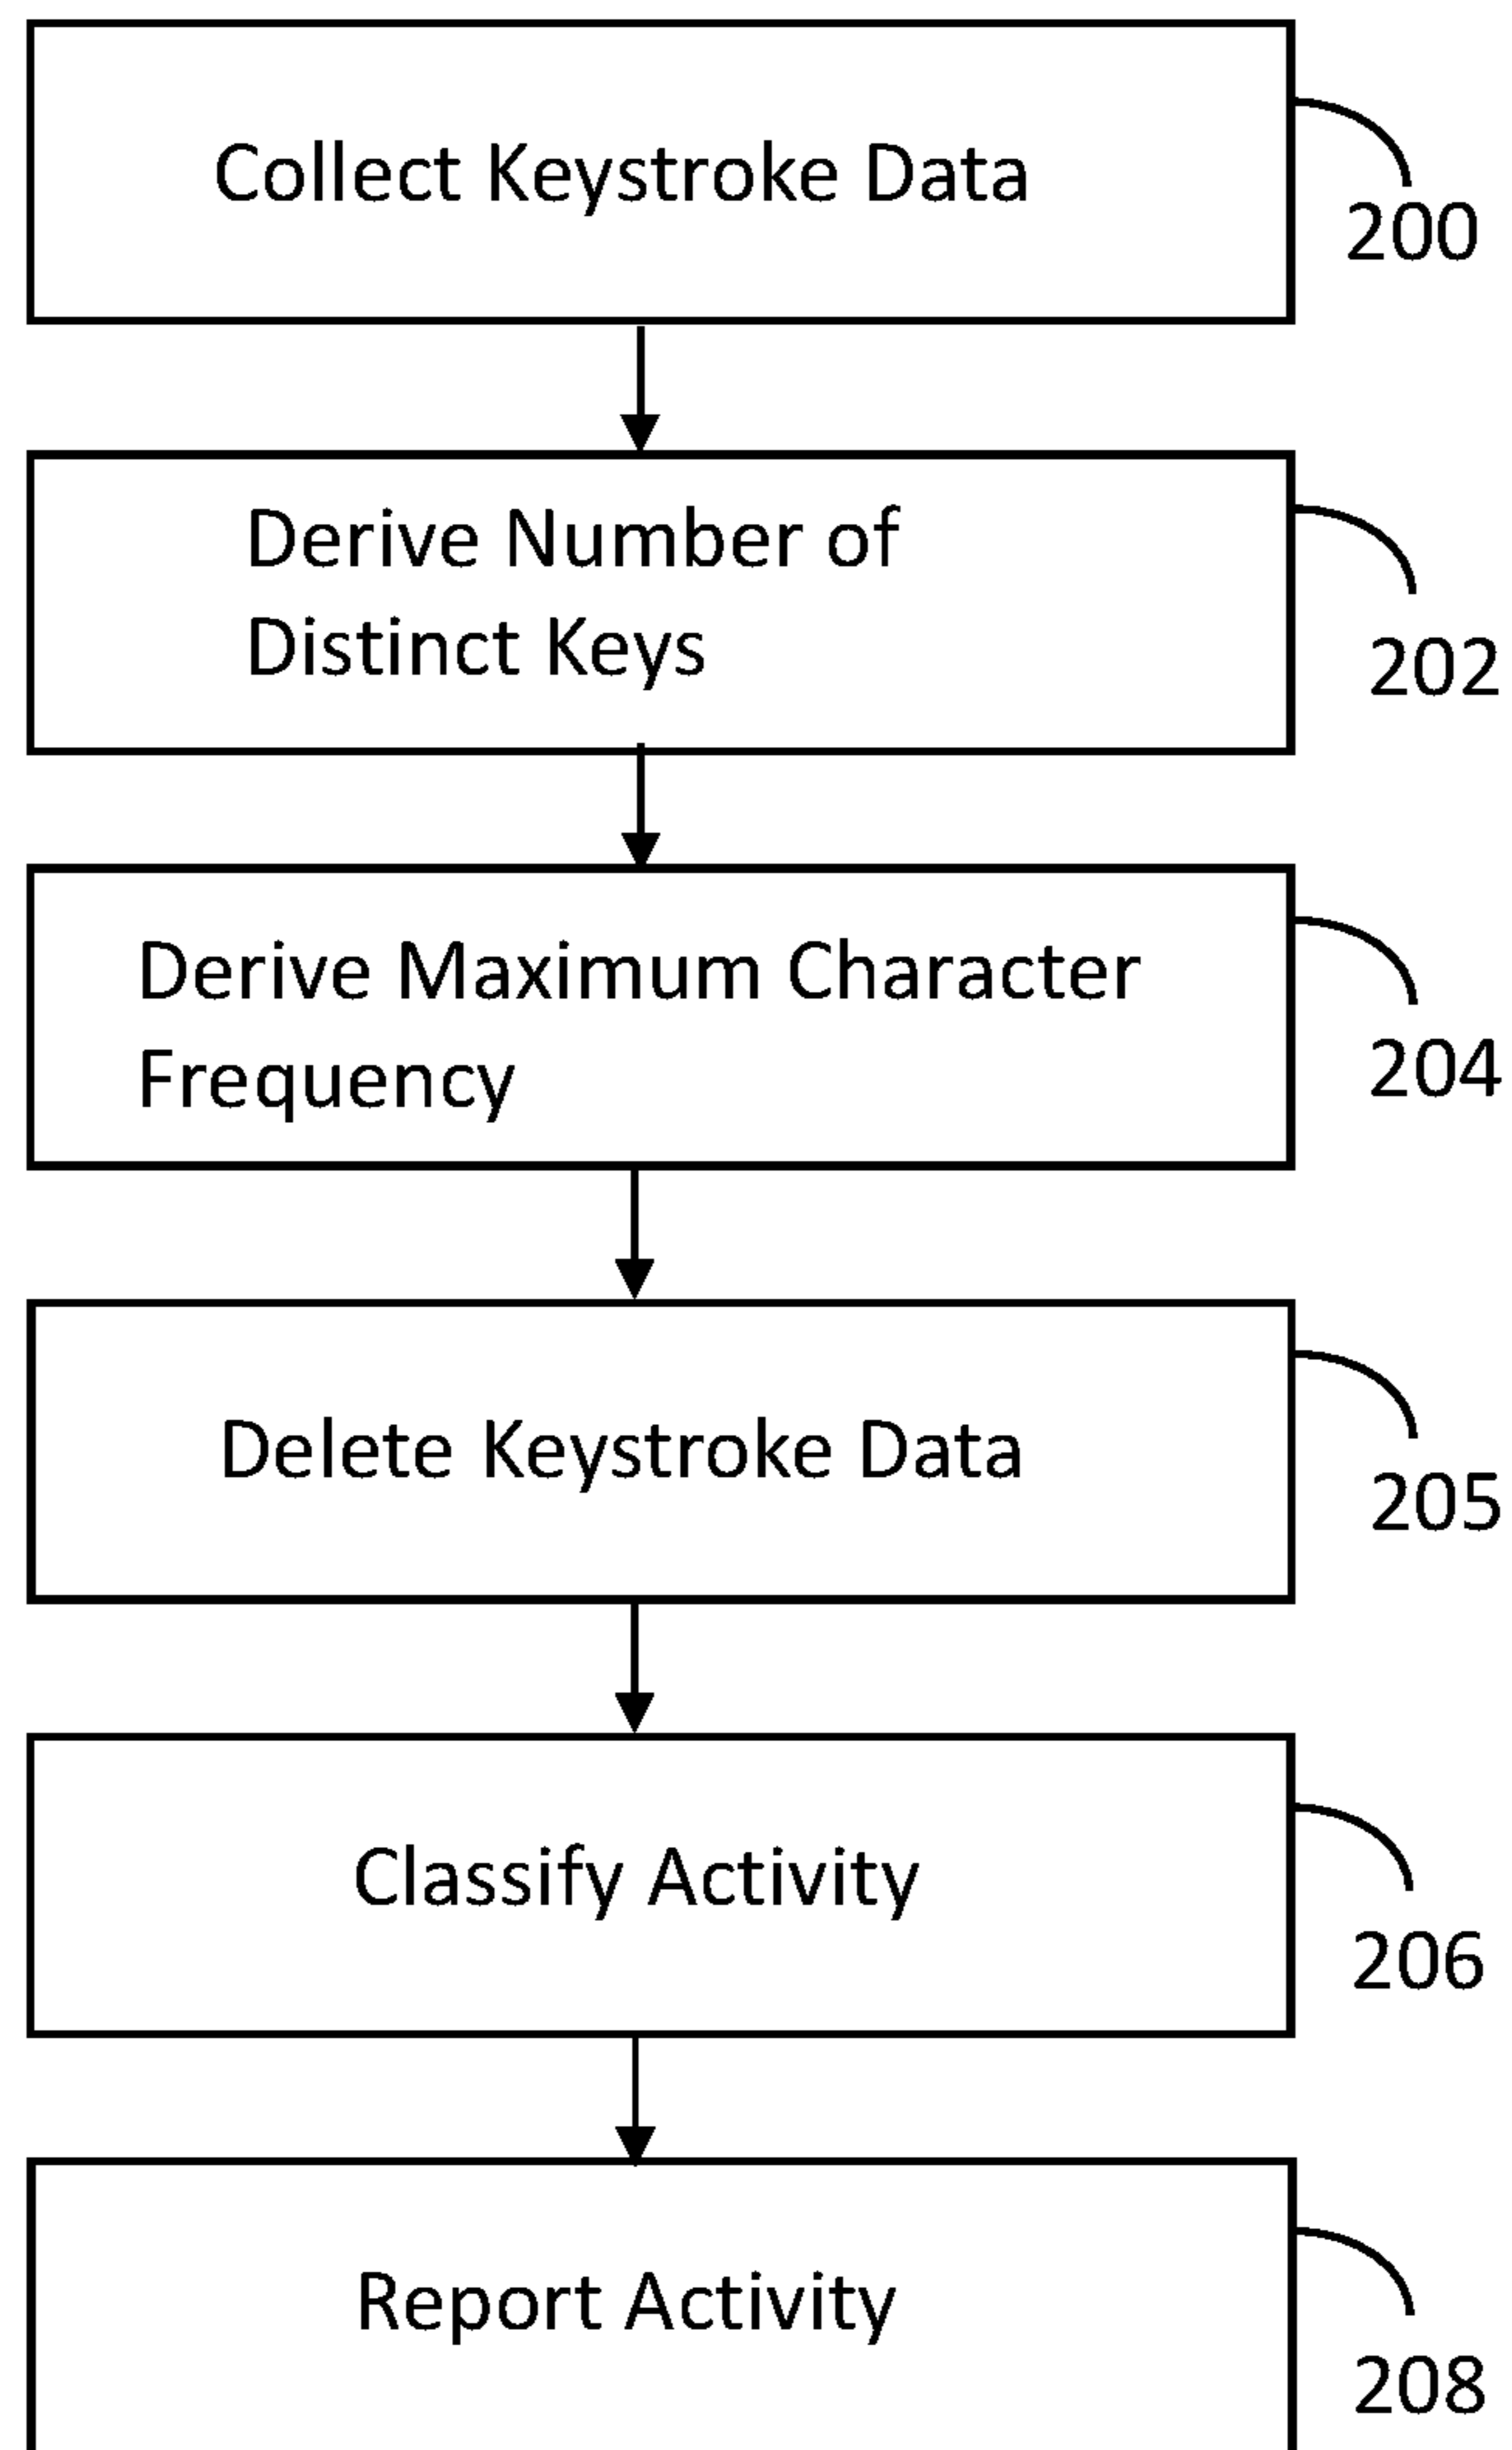 Collect Keystroke Data
200
Derive Number of
Distinct Keys
202
Derive Maximum Character
Frequency
204
Delete Keystroke Data
205
Classify Activity
206
Report Activity
208